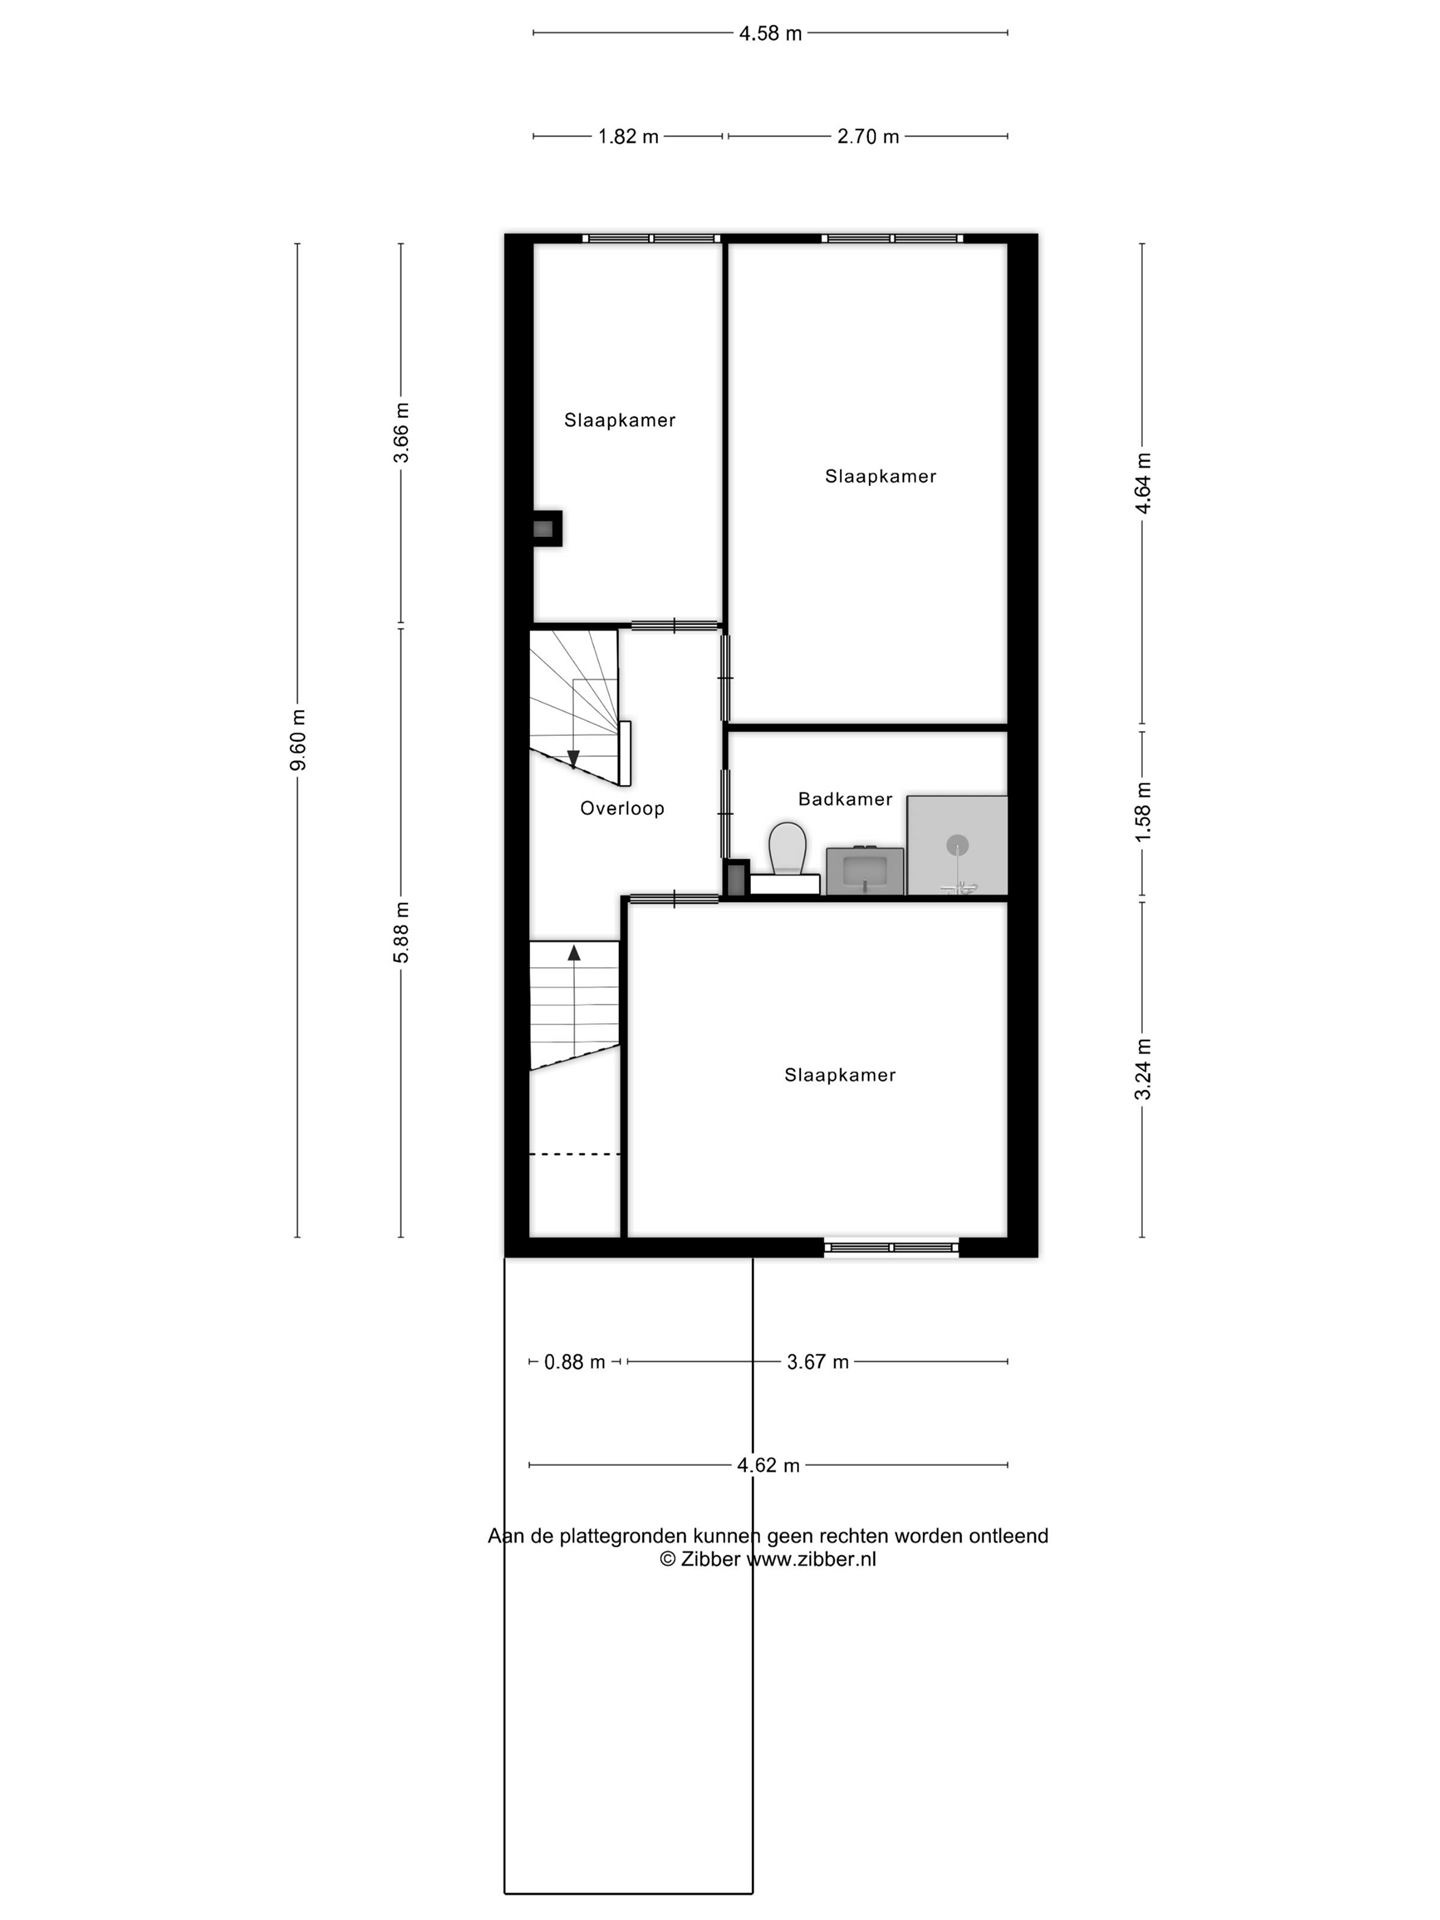 4.58 m
1.82 m
2.70 m
3.66 m
Slaapkamer
Slaapkamer
4.64 m
9.60 m
Overloop
Badkamer
1.58 m
5.88 m
Slaapkamer
3.24 m
0.88 m
3.67 m
4.62 m
Aan de plattegronden kunnen geen rechten worden ontleend
© Zibber www.zibber.nl